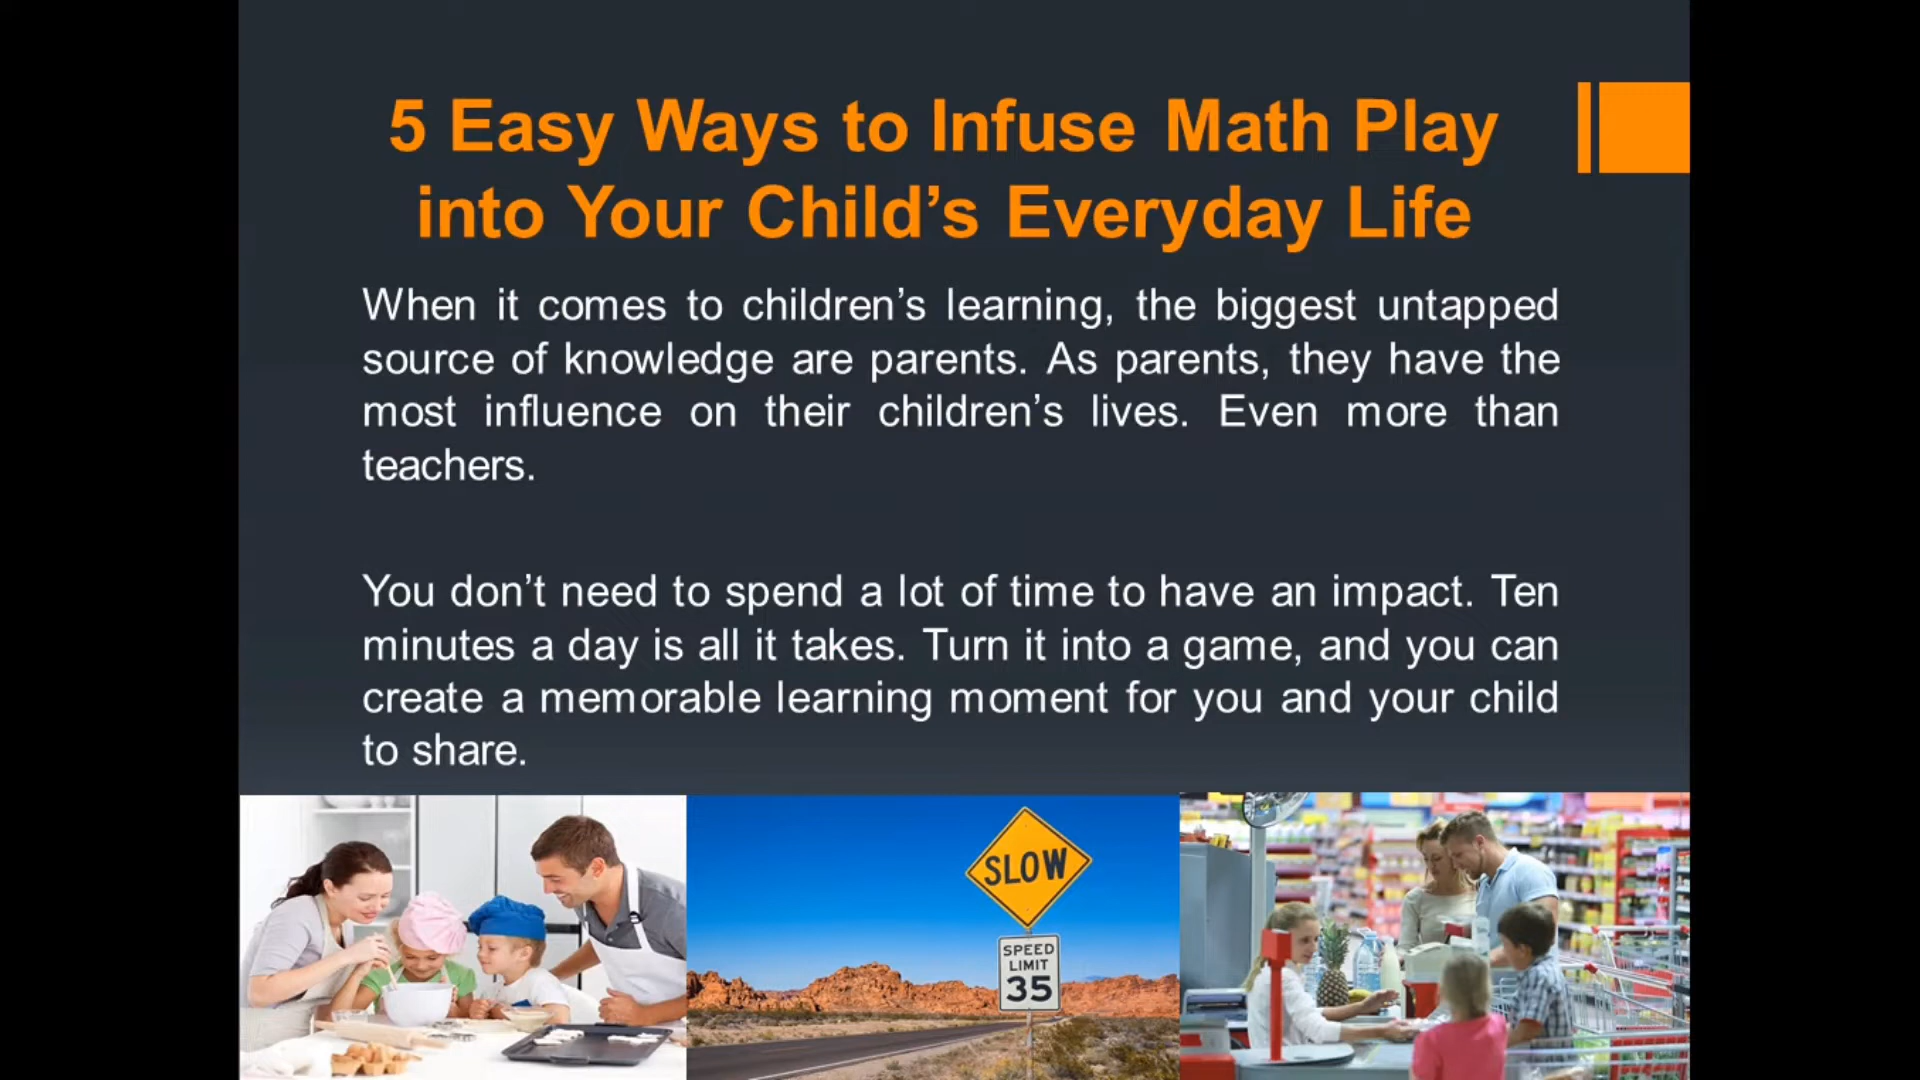 5 Easy Ways to Infuse Math Play
into Your Child’s Everyday Life
When it comes to children’s learning, the biggest untapped
source of knowledge are parents. As parents, they have the
most influence on their children’s lives. Even more than
teachers.
You don’t need to spend a lot of time to have an impact. Ten
minutes a day is all it takes. Turn it into a game, and you can
create a memorable learning moment for you and your child
to share.
SLOW
SPEED
LIMIT
35